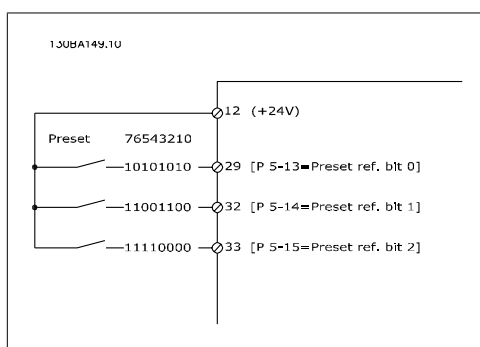 130BA149.10
12 (+24V)
Preset 76543210
10101010 29 [P 5-13=Preset ref. bit 0]
11001100 32 [P 5-14=Preset ref. bit 1]
11110000 33 [P 5-15=Preset ref. bit 2]